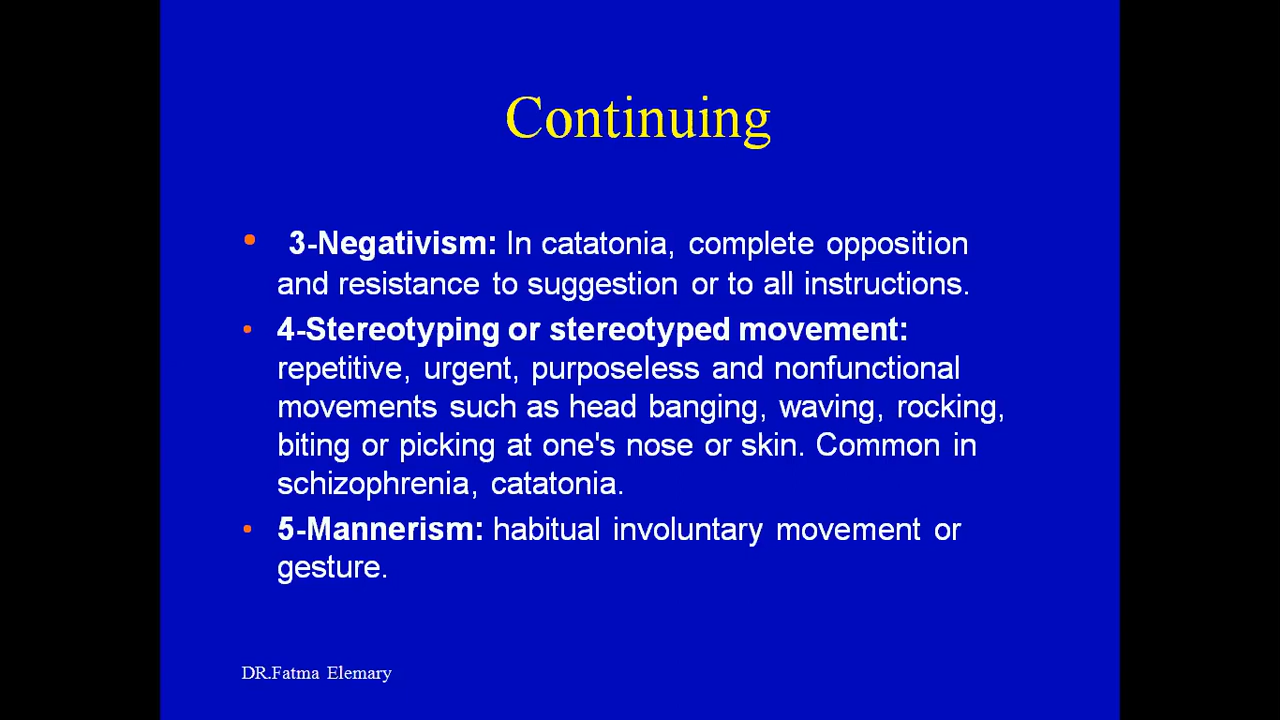 Continuing
• 3-Negativism: In catatonia, complete opposition
and resistance to suggestion or to all instructions.
• 4-Stereotyping or stereotyped movement:
repetitive, urgent, purposeless and nonfunctional
movements such as head banging, waving, rocking,
biting or picking at one's nose or skin. Common in
schizophrenia, catatonia.
• 5-Mannerism: habitual involuntary movement or
gesture.
DR.Fatma Elemary